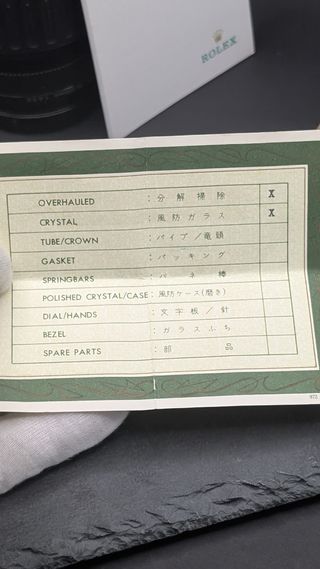 ROLEX
OVERHAULED : 分解掃除 X
CRYSTAL : 風防ガラス X
TUBE/CROWN : パイプ/竜頭
GASKET : パッキング
SPRINGBARS : バネ棒
POLISHED CRYSTAL/CASE : 風防ケース(磨き)
DIAL/HANDS : 文字板/針
BEZEL : ガラスぶち
SPARE PARTS : 部品